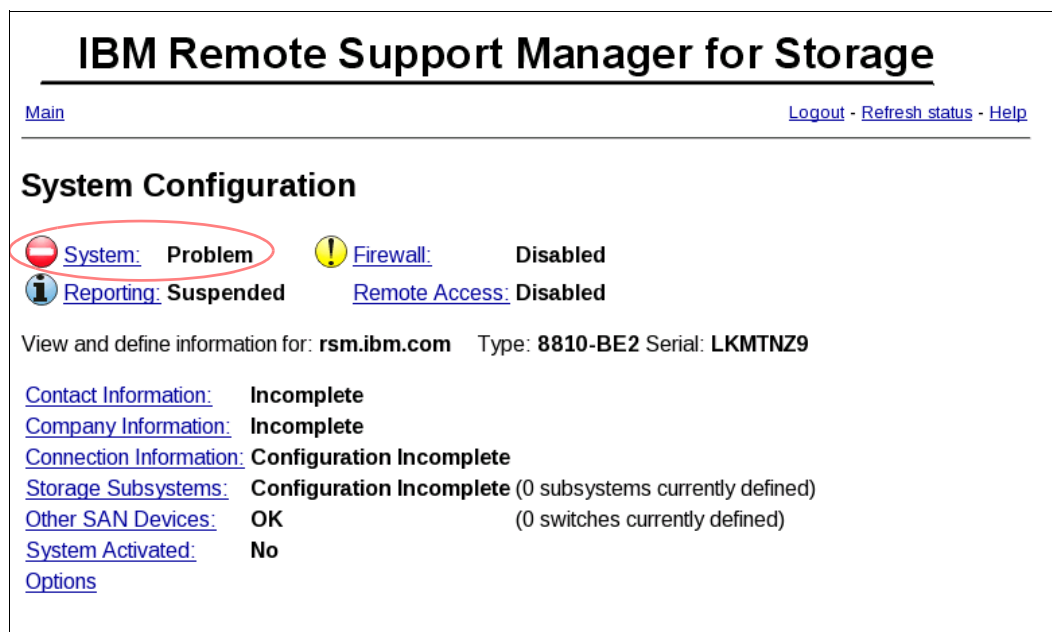 IBM Remote Support Manager for Storage
Main Logout - Refresh status - Help
System Configuration
System: Problem Firewall: Disabled
Reporting: Suspended Remote Access: Disabled
View and define information for: rsm.ibm.com Type: 8810-BE2 Serial: LKMTNZ9
Contact Information: Incomplete
Company Information: Incomplete
Connection Information: Configuration Incomplete
Storage Subsystems: Configuration Incomplete (0 subsystems currently defined)
Other SAN Devices: OK (0 switches currently defined)
System Activated: No
Options